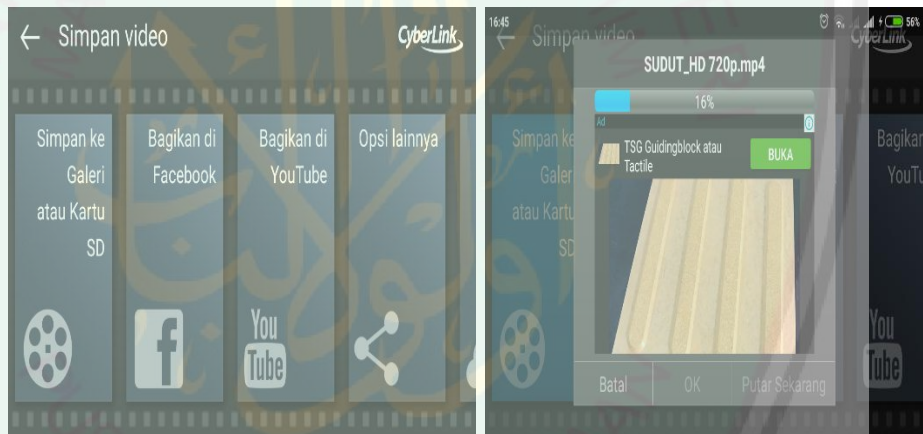 ← Simpan video
CyberLink
Simpan ke
Galeri
atau Kartu
SD
Bagikan di
Facebook
Bagikan di
YouTube
Opsi lainnya
f
You
Tube
16:45
56%
← Simpan video
CyberLink
SUDUT_HD 720p.mp4
16%
Ad
TSG Guidingblock atau
Tactile
BUKA
Simpan ke
Galeri
atau Kartu
SD
Bagikan
YouTu
You
Tube
Batal
OK
Putar Sekarang